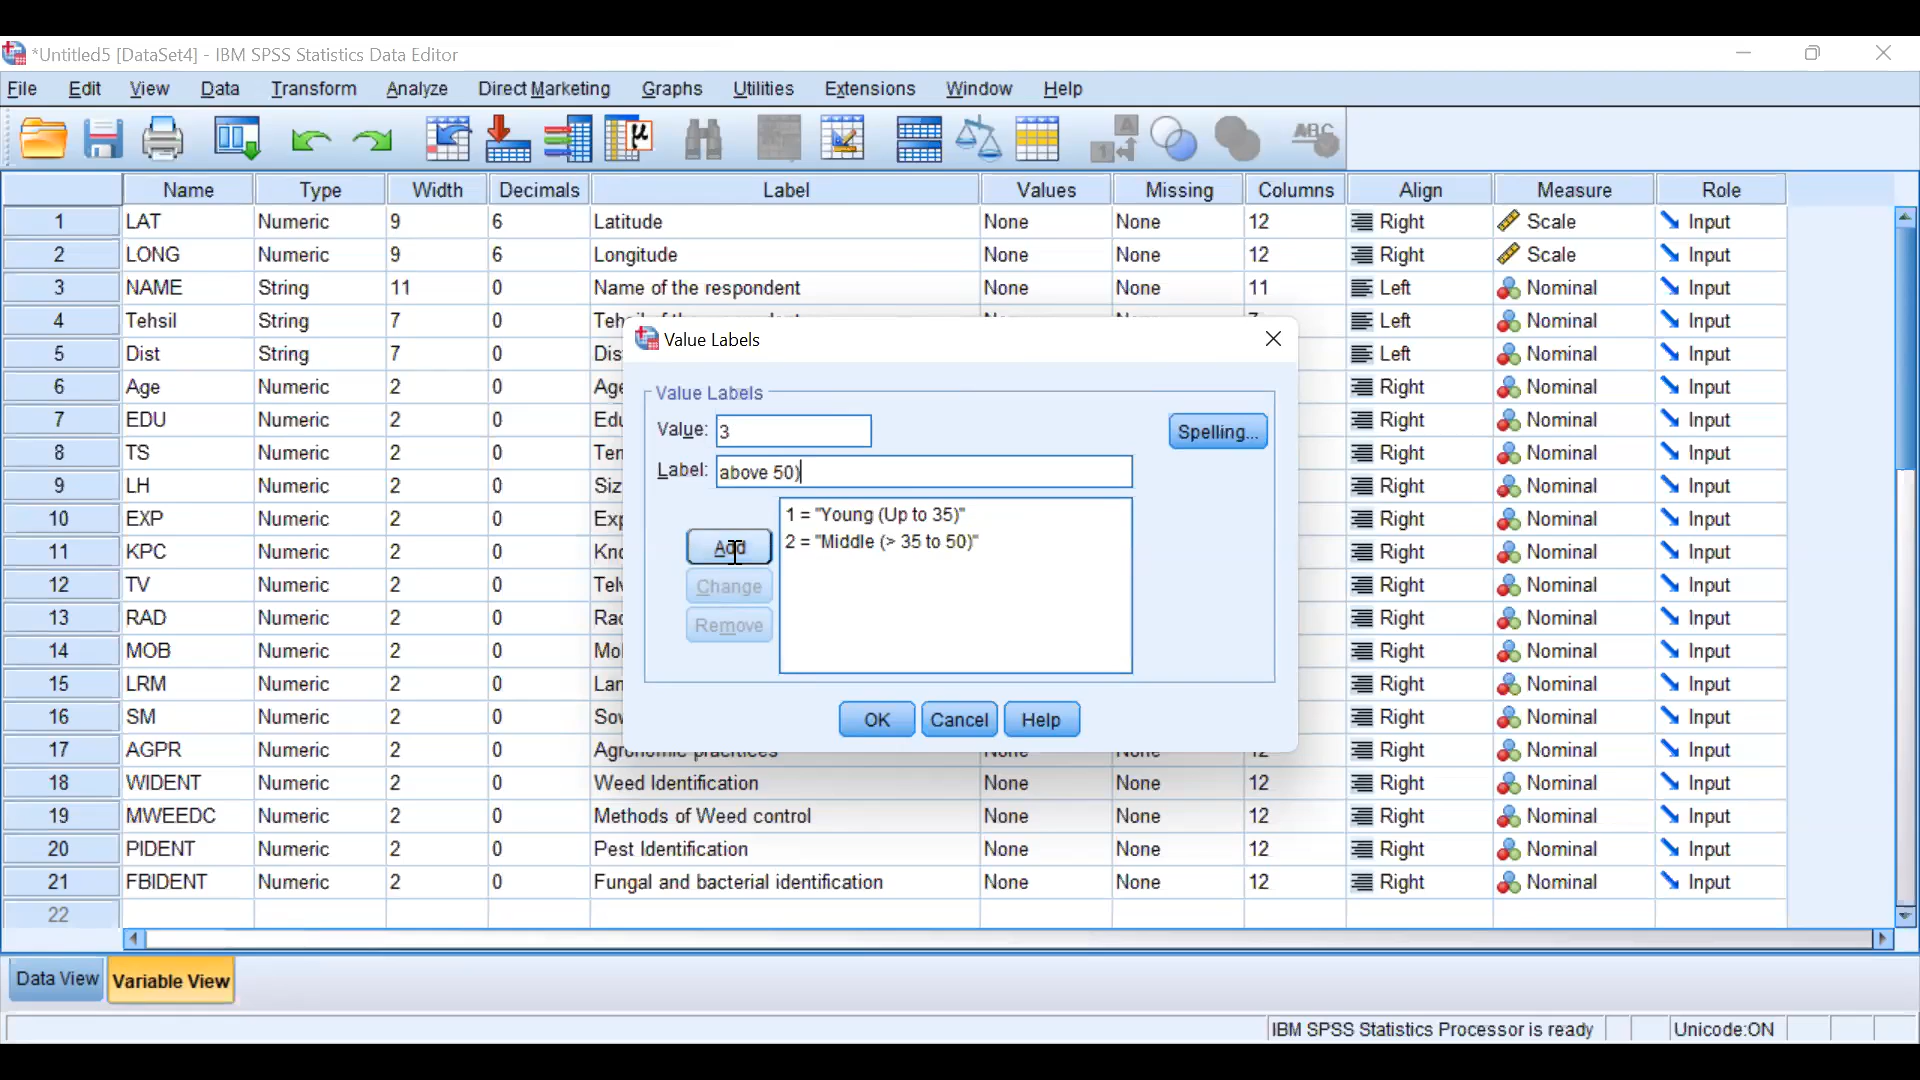 *Untitled5 [DataSet4] - IBM SPSS Statistics Data Editor
File Edit View Data Transform Analyze Direct Marketing Graphs Utilities Extensions Window Help
Name Type Width Decimals Label Values Missing Columns Align Measure Role
1 LAT Numeric 9 6 Latitude None None 12 Right Scale Input
2 LONG Numeric 9 6 Longitude None None 12 Right Scale Input
3 NAME String 11 0 Name of the respondent None None 11 Left Nominal Input
4 Tehsil String 7 0 Left Nominal Input
5 Dist String 7 0 Dis Left Nominal Input
6 Age Numeric 2 0 Age Right Nominal Input
7 EDU Numeric 2 0 Edu Right Nominal Input
8 TS Numeric 2 0 Ten Right Nominal Input
9 LH Numeric 2 0 Siz Right Nominal Input
10 EXP Numeric 2 0 Exp Right Nominal Input
11 KPC Numeric 2 0 Kno Right Nominal Input
12 TV Numeric 2 0 Right Nominal Input
13 RAD Numeric 2 0 Rad Right Nominal Input
14 MOB Numeric 2 0 Mo Right Nominal Input
15 LRM Numeric 2 0 Lan Right Nominal Input
16 SM Numeric 2 0 Right Nominal Input
17 AGPR Numeric 2 0 Right Nominal Input
18 WIDENT Numeric 2 0 Weed Identification None None 12 Right Nominal Input
19 MWEEDC Numeric 2 0 Methods of Weed control None None 12 Right Nominal Input
20 PIDENT Numeric 2 0 Pest Identification None None 12 Right Nominal Input
21 FBIDENT Numeric 2 0 Fungal and bacterial identification None None 12 Right Nominal Input
22
Value Labels
Value Labels
Value: 3 Spelling...
Label: above 50)
1 = "Young (Up to 35)"
2 = "Middle (> 35 to 50)"
Add
Change
Remove
OK Cancel Help
Data View Variable View
IBM SPSS Statistics Processor is ready Unicode:ON